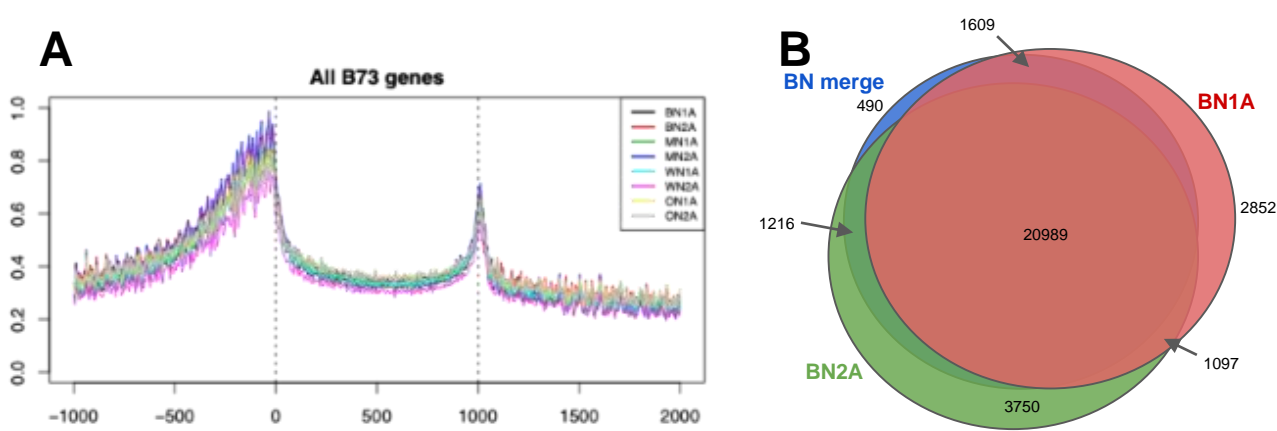 A
All B73 genes
1.0
0.8
0.6
0.4
0.2
0.0
BN1A
BN2A
MN1A
MN2A
WN1A
WN2A
ON1A
ON2A
−1000 −500 0 500 1000 1500 2000
B
1609
BN merge
490
BN1A
1216
20989
2852
1097
BN2A
3750